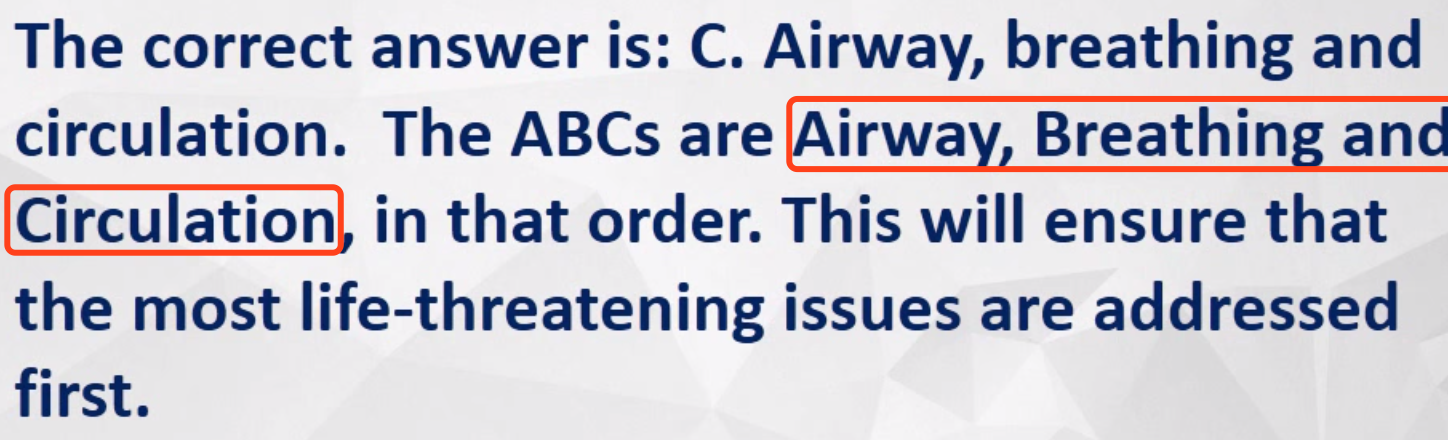 The correct answer is: C. Airway, breathing and
circulation.  The ABCs are Airway, Breathing and
Circulation, in that order. This will ensure that
the most life-threatening issues are addressed
first.